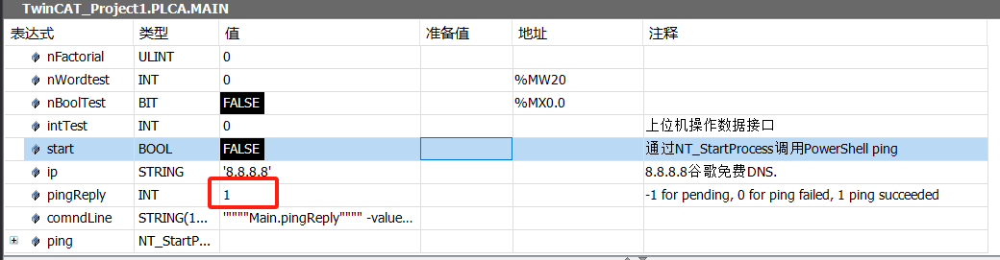 TwinCAT_Project1.PLCA.MAIN
表达式 类型 值 准备值 地址 注释
nFactorial ULINT 0
nWordtest INT 0 %MW20
nBoolTest BIT FALSE %MX0.0
intTest INT 0 上位机操作数据接口
start BOOL FALSE 通过NT_StartProcess调用PowerShell ping
ip STRING '8.8.8.8' 8.8.8.8谷歌免费DNS.
pingReply INT 1 -1 for pending, 0 for ping failed, 1 ping succeeded
comndLine STRING(1... '"""""Main.pingReply"""" -value...
ping NT_StartP...